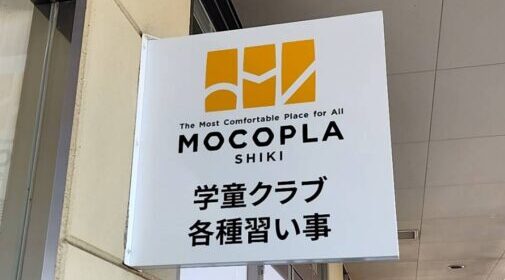 The Most Comfortable Place for All
MOCOPLA
SHIKI
学童クラブ
各種習い事